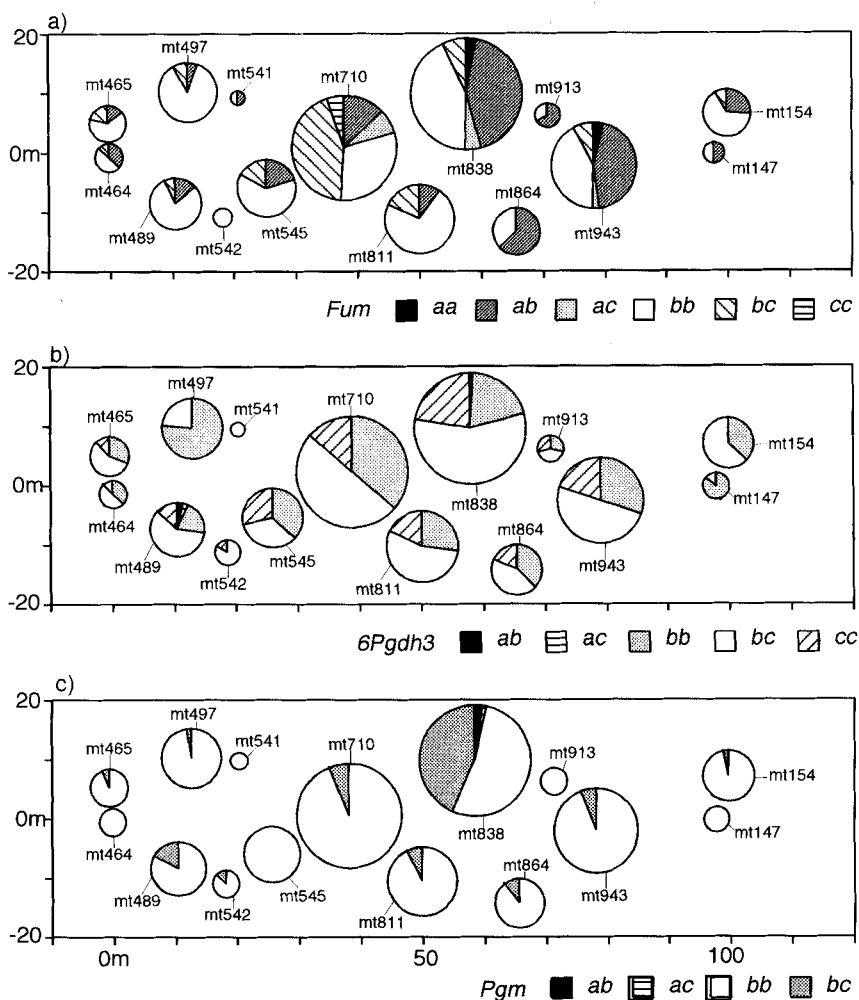 a)
20
0m
-20
mt465
mt497
mt541
mt710
mt913
mt154
mt464
mt489
mt542
mt545
mt811
mt838
mt864
mt943
mt147
Fum aa ab ac bb bc cc
b)
20
0m
-20
mt465
mt497
mt541
mt710
mt913
mt154
mt464
mt489
mt542
mt545
mt811
mt838
mt864
mt943
mt147
6Pgdh3 ab ac bb bc cc
c)
20
0m
-20
mt465
mt497
mt541
mt710
mt913
mt154
mt464
mt489
mt542
mt545
mt811
mt838
mt864
mt943
mt147
0m 50 100
Pgm ab ac bb bc